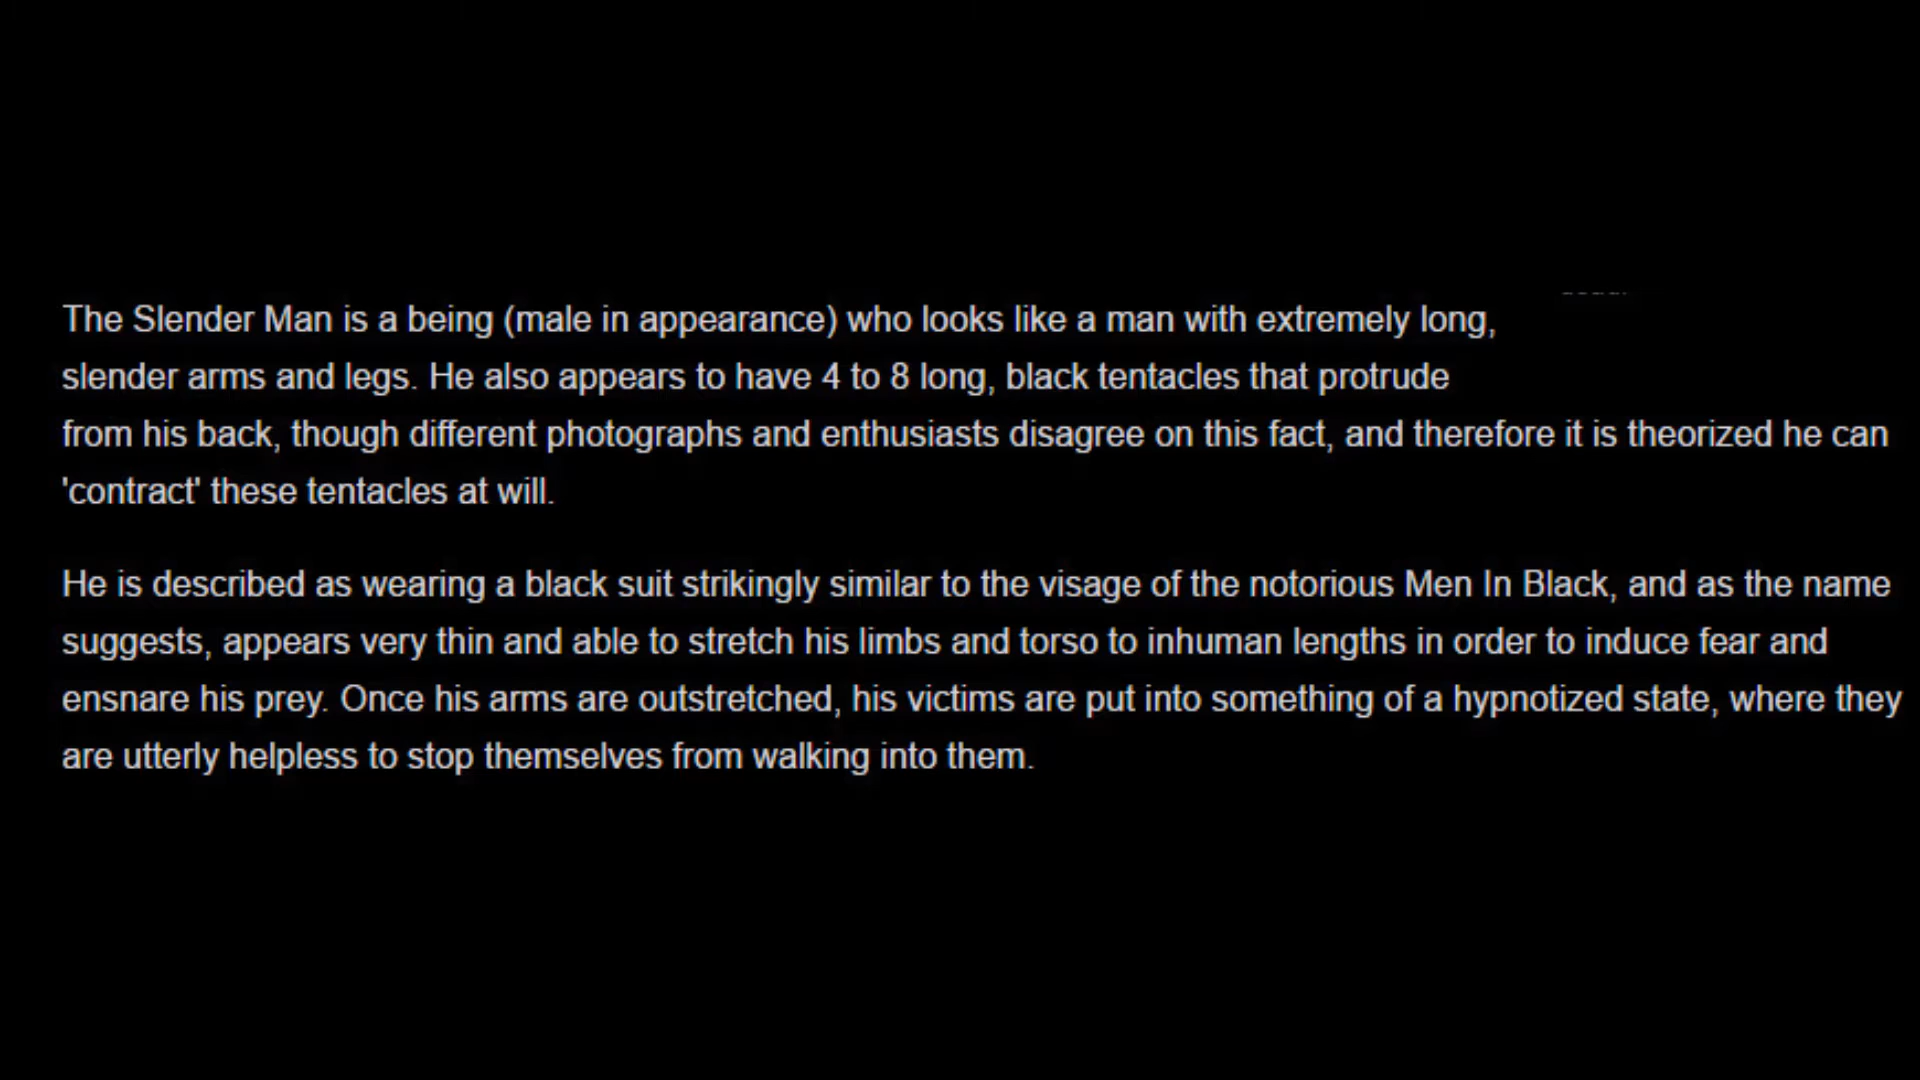 The Slender Man is a being (male in appearance) who looks like a man with extremely long,
slender arms and legs. He also appears to have 4 to 8 long, black tentacles that protrude
from his back, though different photographs and enthusiasts disagree on this fact, and therefore it is theorized he can
'contract' these tentacles at will.
He is described as wearing a black suit strikingly similar to the visage of the notorious Men In Black, and as the name
suggests, appears very thin and able to stretch his limbs and torso to inhuman lengths in order to induce fear and
ensnare his prey. Once his arms are outstretched, his victims are put into something of a hypnotized state, where they
are utterly helpless to stop themselves from walking into them.